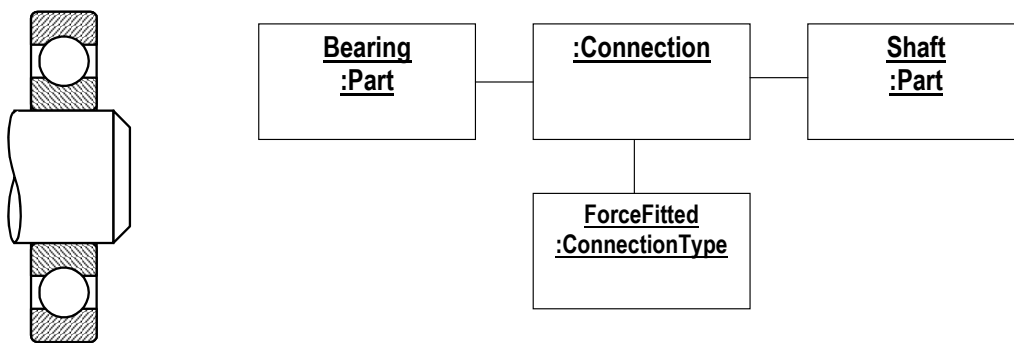 Bearing
:Part
:Connection
Shaft
:Part
ForceFitted
:ConnectionType